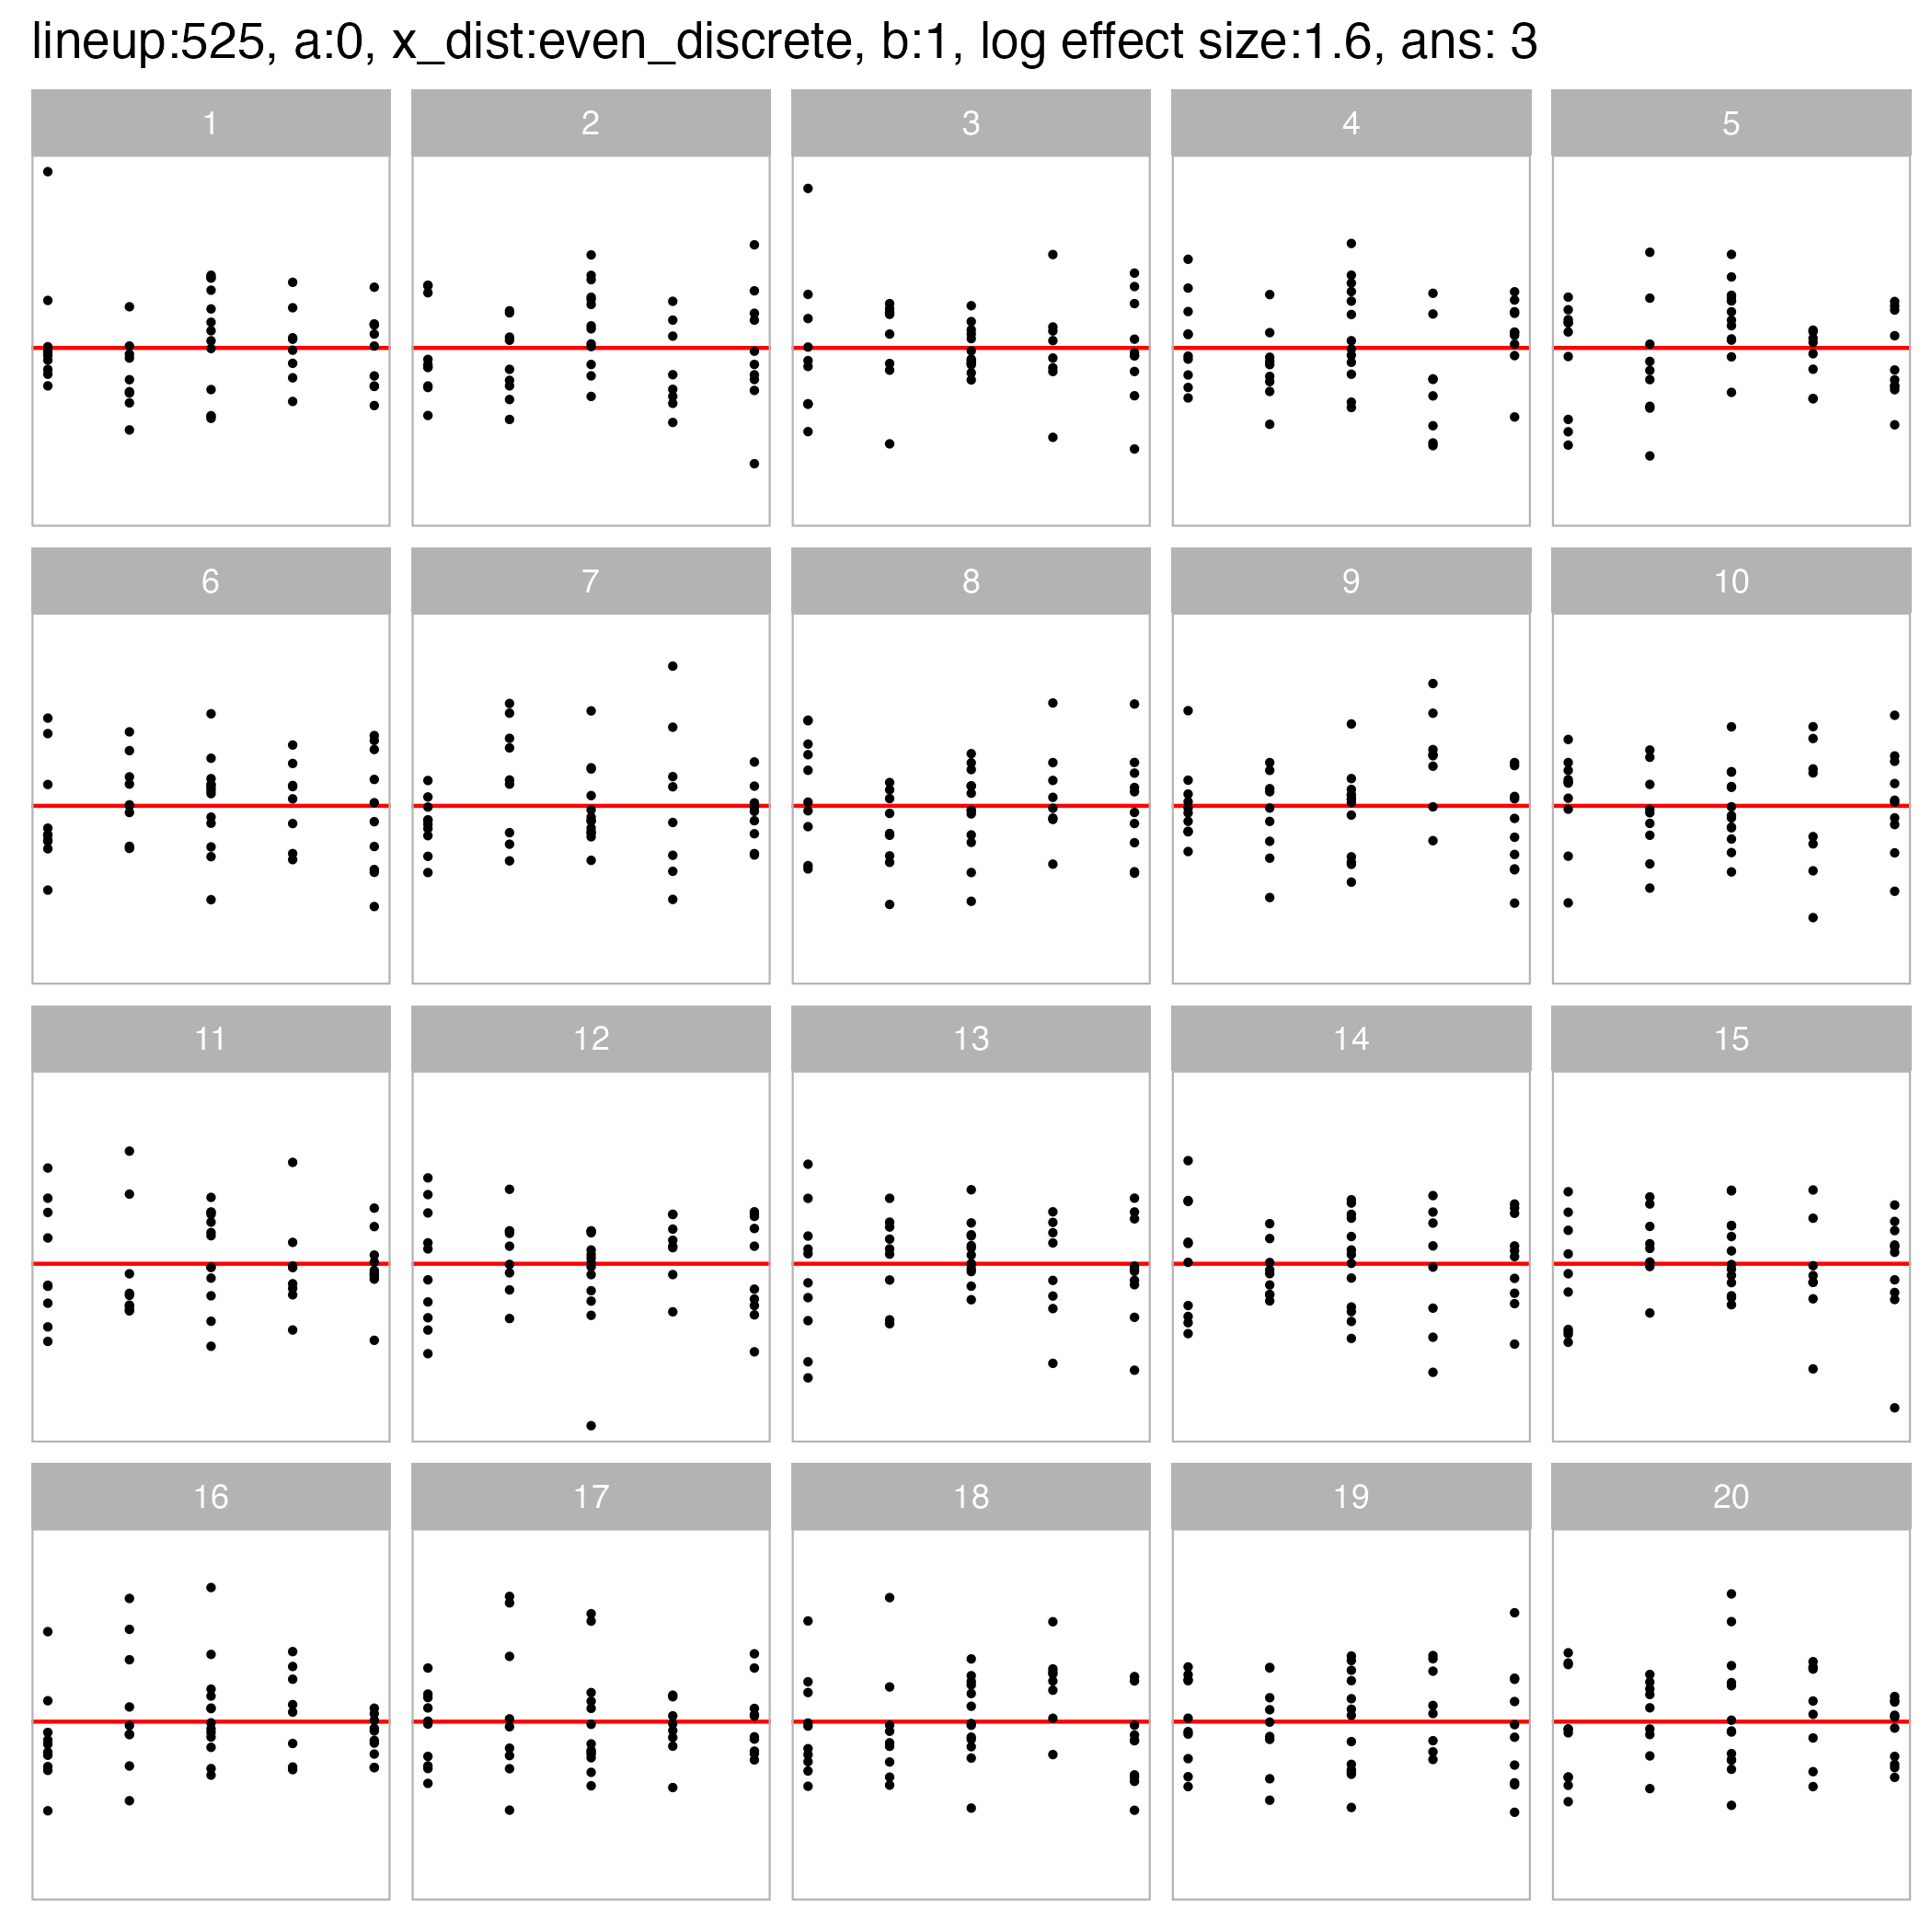 lineup:525, a:0, x_dist:even_discrete, b:1, log effect size:1.6, ans: 3
1 2 3 4 5
6 7 8 9 10
11 12 13 14 15
16 17 18 19 20